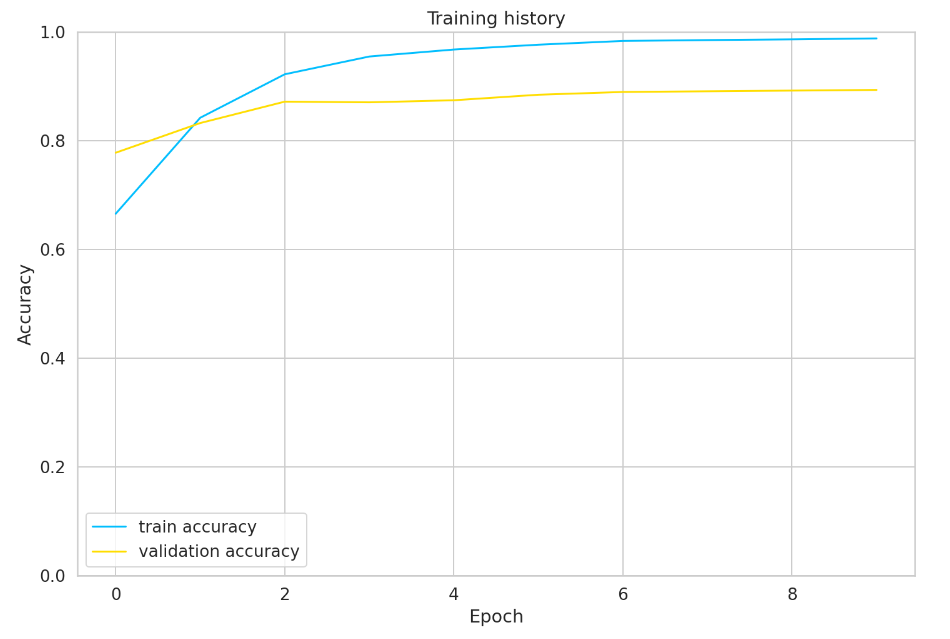 Training history
1.0
0.8
0.6
0.4
0.2
0.0
Accuracy
train accuracy
validation accuracy
0 2 4 6 8
Epoch